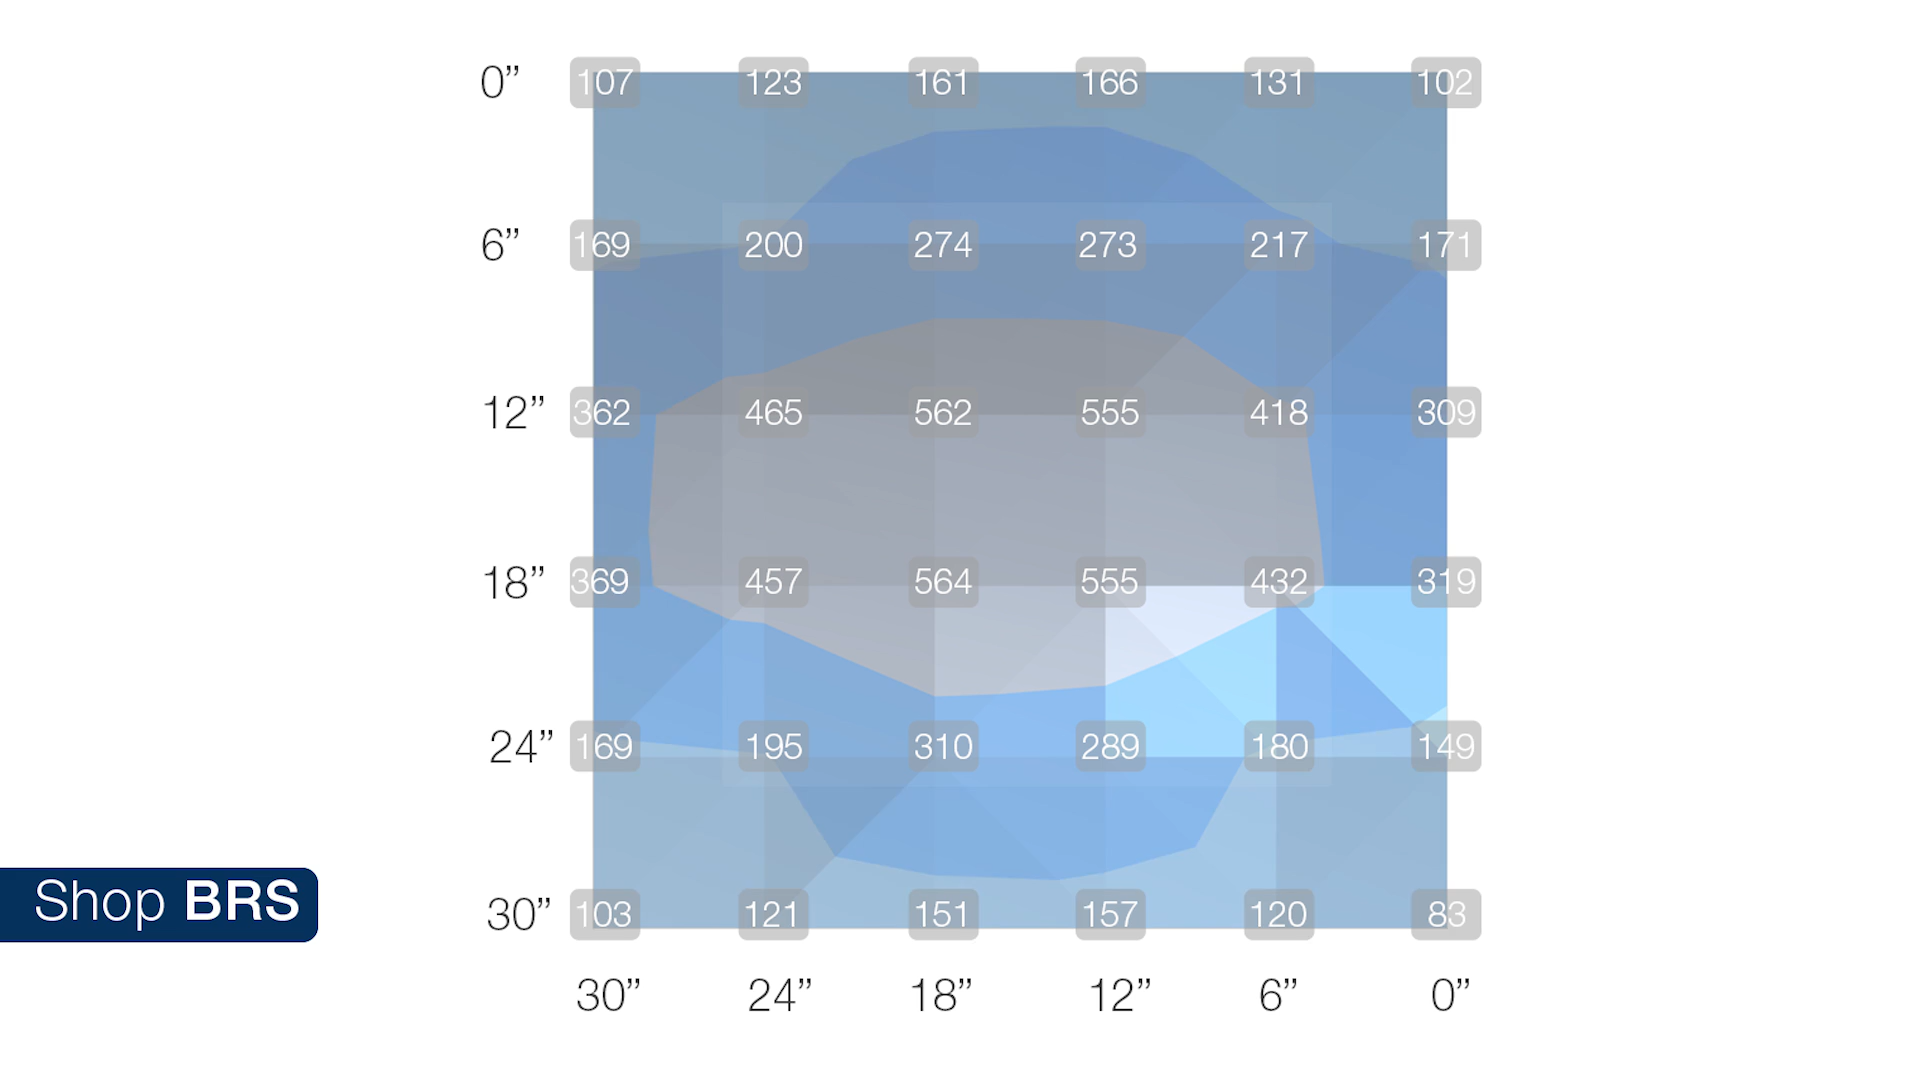 0” 107 123 161 166 131 102
6” 169 200 274 273 217 171
12” 362 465 562 555 418 309
18” 369 457 564 555 432 319
24” 169 195 310 289 180 149
30” 103 121 151 157 120 83
30” 24” 18” 12” 6” 0”
Shop BRS